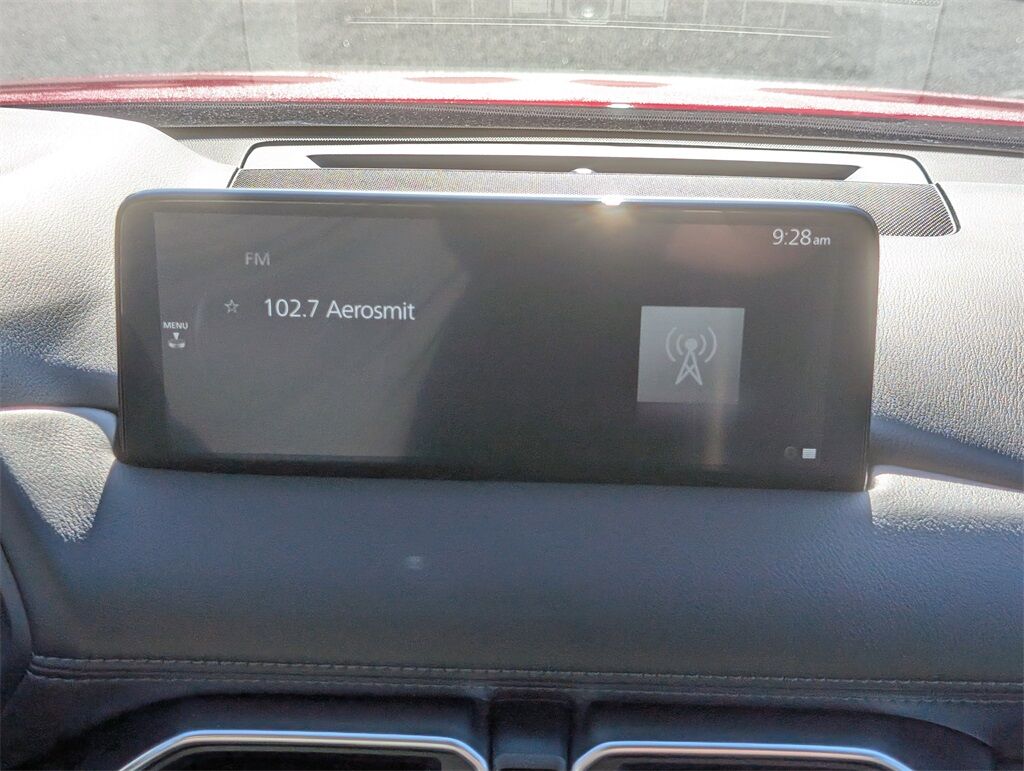 9:28am
FM
☆ 102.7 Aerosmit
MENU